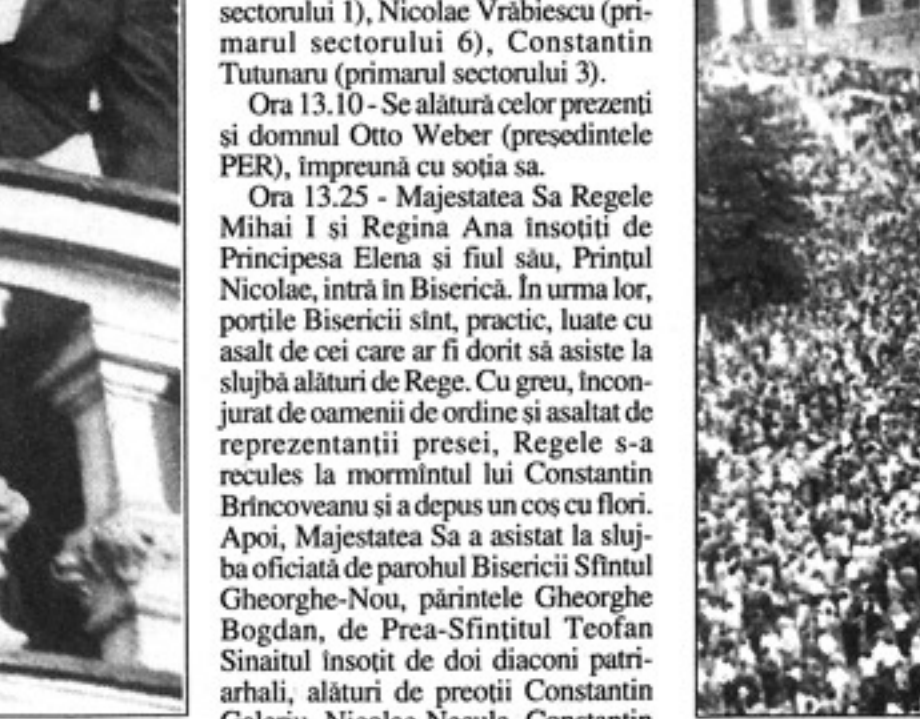 sectorului 1), Nicolae Vrăbiescu (pri-
marul sectorului 6), Constantin
Tutunaru (primarul sectorului 3).
Ora 13.10 - Se alătură celor prezenți
și domnul Otto Weber (președintele
PER), împreună cu soția sa.
Ora 13.25 - Majestatea Sa Regele
Mihai I și Regina Ana însoțiți de
Principesa Elena și fiul său, Prințul
Nicolae, intră în Biserică. În urma lor,
porțile Bisericii sînt, practic, luate cu
asalt de cei care ar fi dorit să asiste la
slujbă alături de Rege. Cu greu, încon-
jurat de oamenii de ordine și asaltat de
reprezentanții presei, Regele s-a
recules la mormîntul lui Constantin
Brîncoveanu și a depus un coș cu flori.
Apoi, Majestatea Sa a asistat la sluj-
ba oficiată de parohul Bisericii Sfîntul
Gheorghe-Nou, părintele Gheorghe
Bogdan, de Prea-Sfințitul Teofan
Sinaitul însoțit de doi diaconi patri-
arhali, alături de preoții Constantin
Galeriu, Nicolae Necula, Constantin